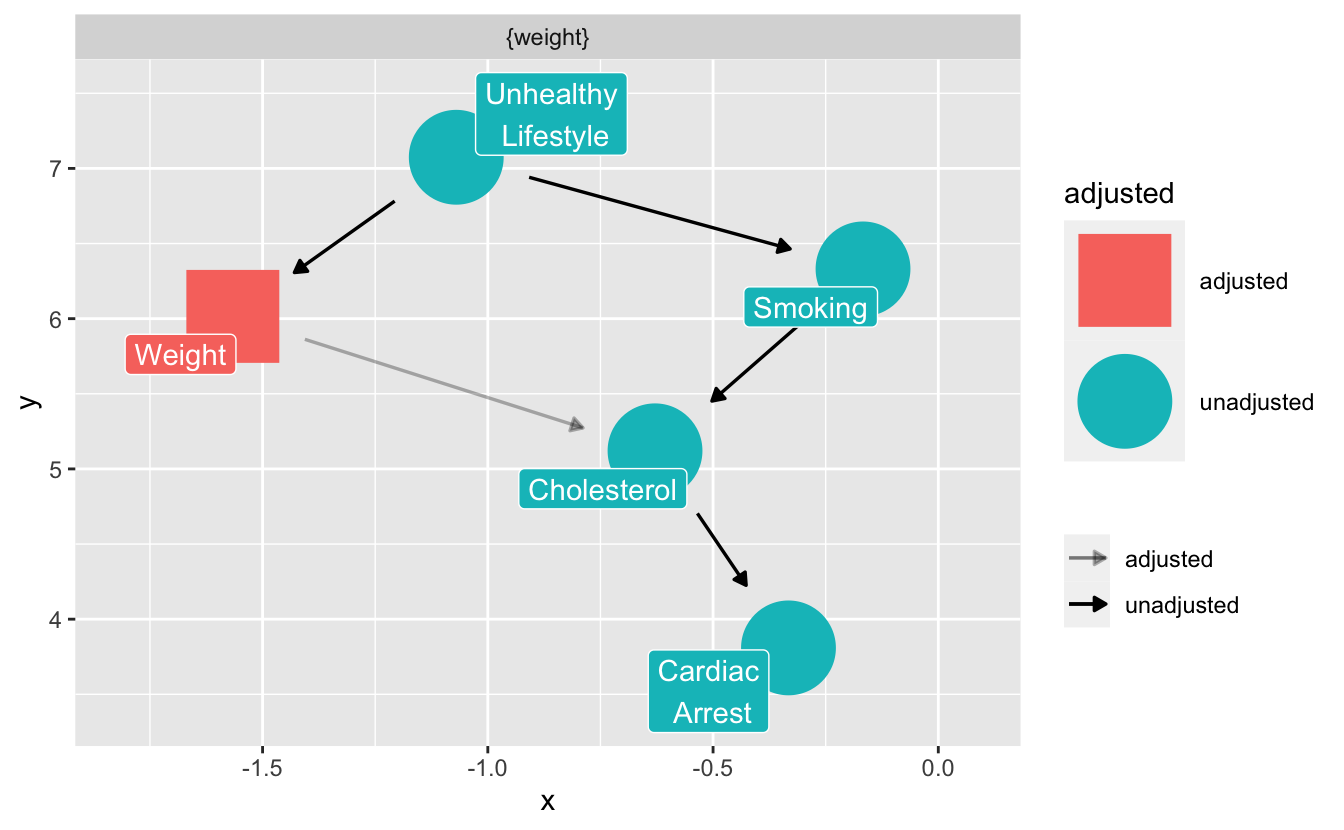 {weight}
Unhealthy
Lifestyle
7
Smoking
6
Weight
y
5
Cholesterol
4
Cardiac
Arrest
-1.5
-1.0
-0.5
0.0
x
adjusted
adjusted
unadjusted
adjusted
unadjusted